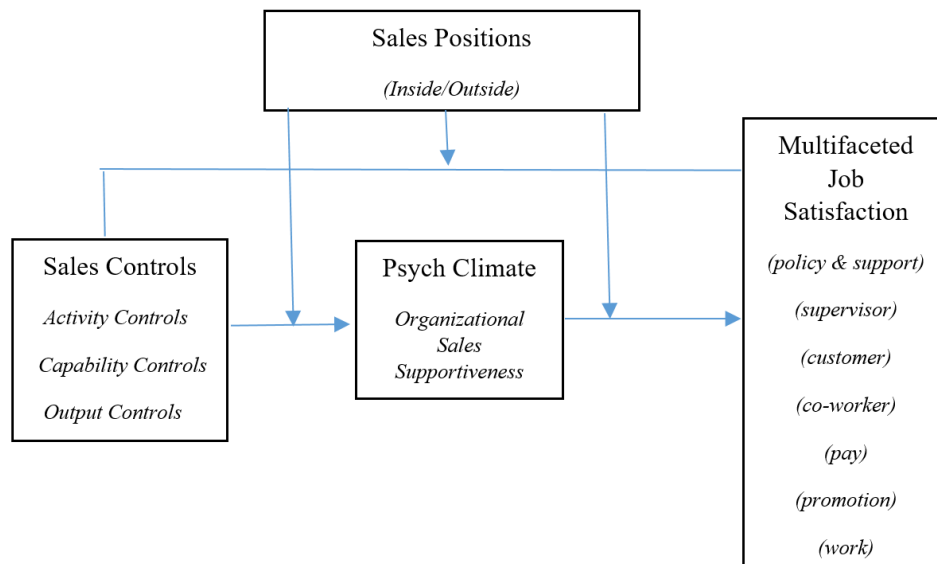 Sales Positions
(Inside/Outside)
Multifaceted
Job
Satisfaction
(policy & support)
(supervisor)
(customer)
(co-worker)
(pay)
(promotion)
(work)
Sales Controls
Activity Controls
Capability Controls
Output Controls
Psych Climate
Organizational
Sales
Supportiveness